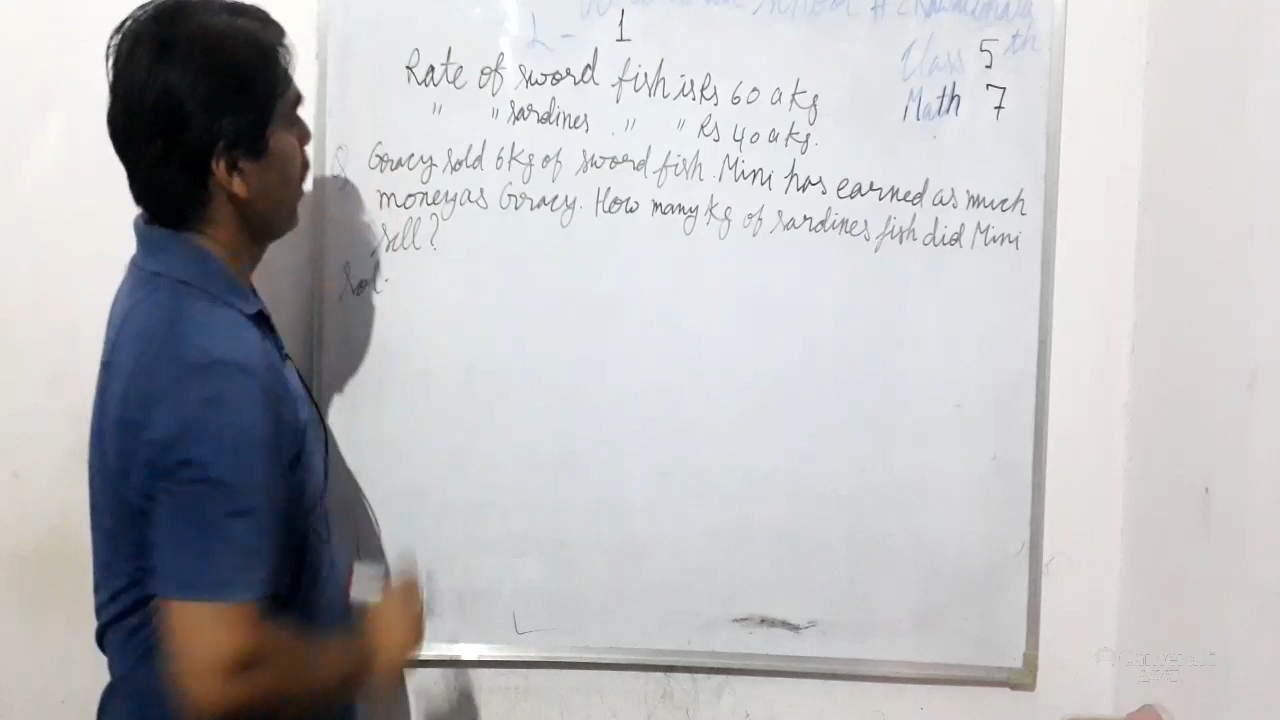 L - 1
Class 5th
Math 7
Rate of sword fish is Rs 60 a kg
" " sardines " " Rs 40 a kg.
Q Gracy sold 6 Kg of sword fish. Mini has earned as much
money as Gracy. How many Kg of sardines fish did Mini
sell?
Sol.